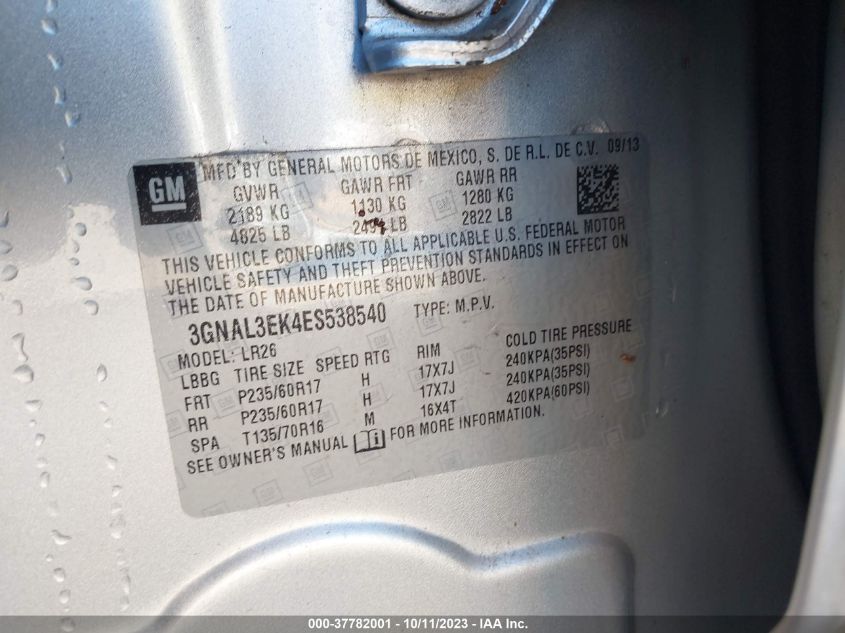 GM
MFD BY GENERAL MOTORS DE MEXICO, S. DE R.L. DE C.V. 09/13
GVWR GAWR FRT GAWR RR
2189 KG 1130 KG 1280 KG
4825 LB LB 2822 LB
THIS VEHICLE CONFORMS TO ALL APPLICABLE U.S. FEDERAL MOTOR
VEHICLE SAFETY AND THEFT PREVENTION STANDARDS IN EFFECT ON
THE DATE OF MANUFACTURE SHOWN ABOVE.
3GNAL3EK4ES538540 TYPE: M.P.V.
MODEL: LR26
LBBG TIRE SIZE SPEED RTG RIM COLD TIRE PRESSURE
FRT P235/60R17 H 17X7J 240KPA(35PSI)
RR P235/60R17 H 17X7J 240KPA(35PSI)
SPA T135/70R16 M 16X4T 420KPA(60PSI)
SEE OWNER'S MANUAL FOR MORE INFORMATION.
000-37782001 - 10/11/2023 - IAA Inc.